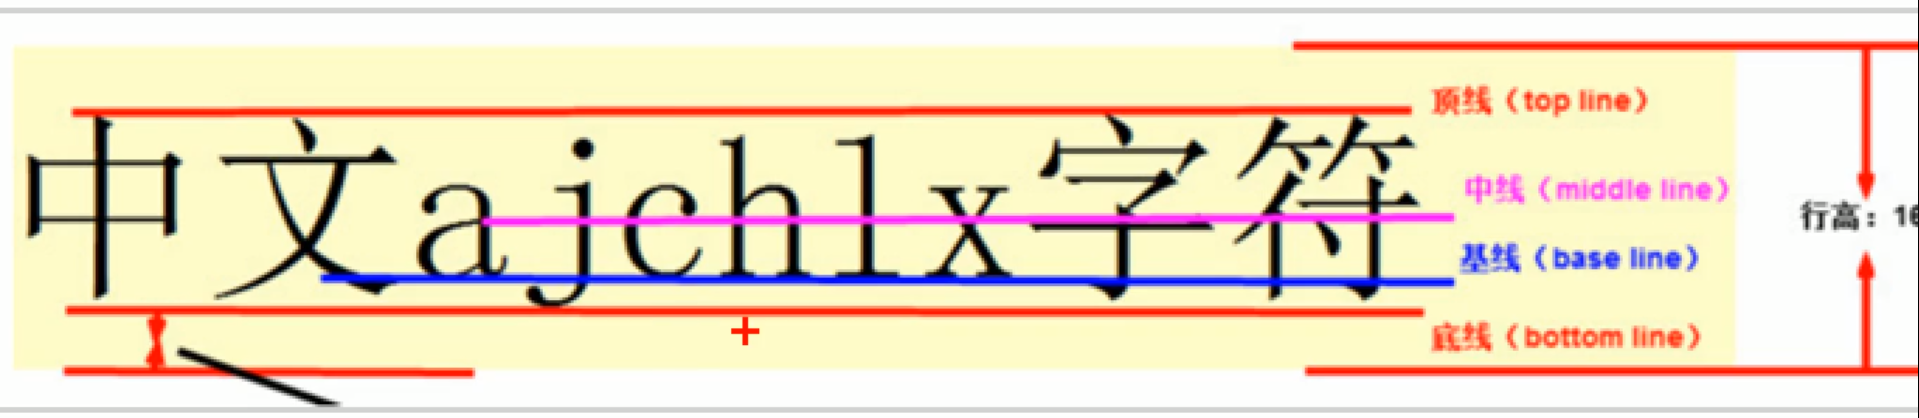 中文ajchlx字符
顶线（top line）
中线（middle line）
基线（base line）
底线（bottom line）
行高：16